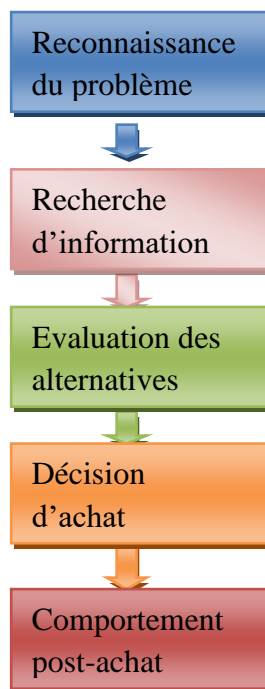 Reconnaissance
du problème
Recherche
d’information
Evaluation des
alternatives
Décision
d’achat
Comportement
post-achat